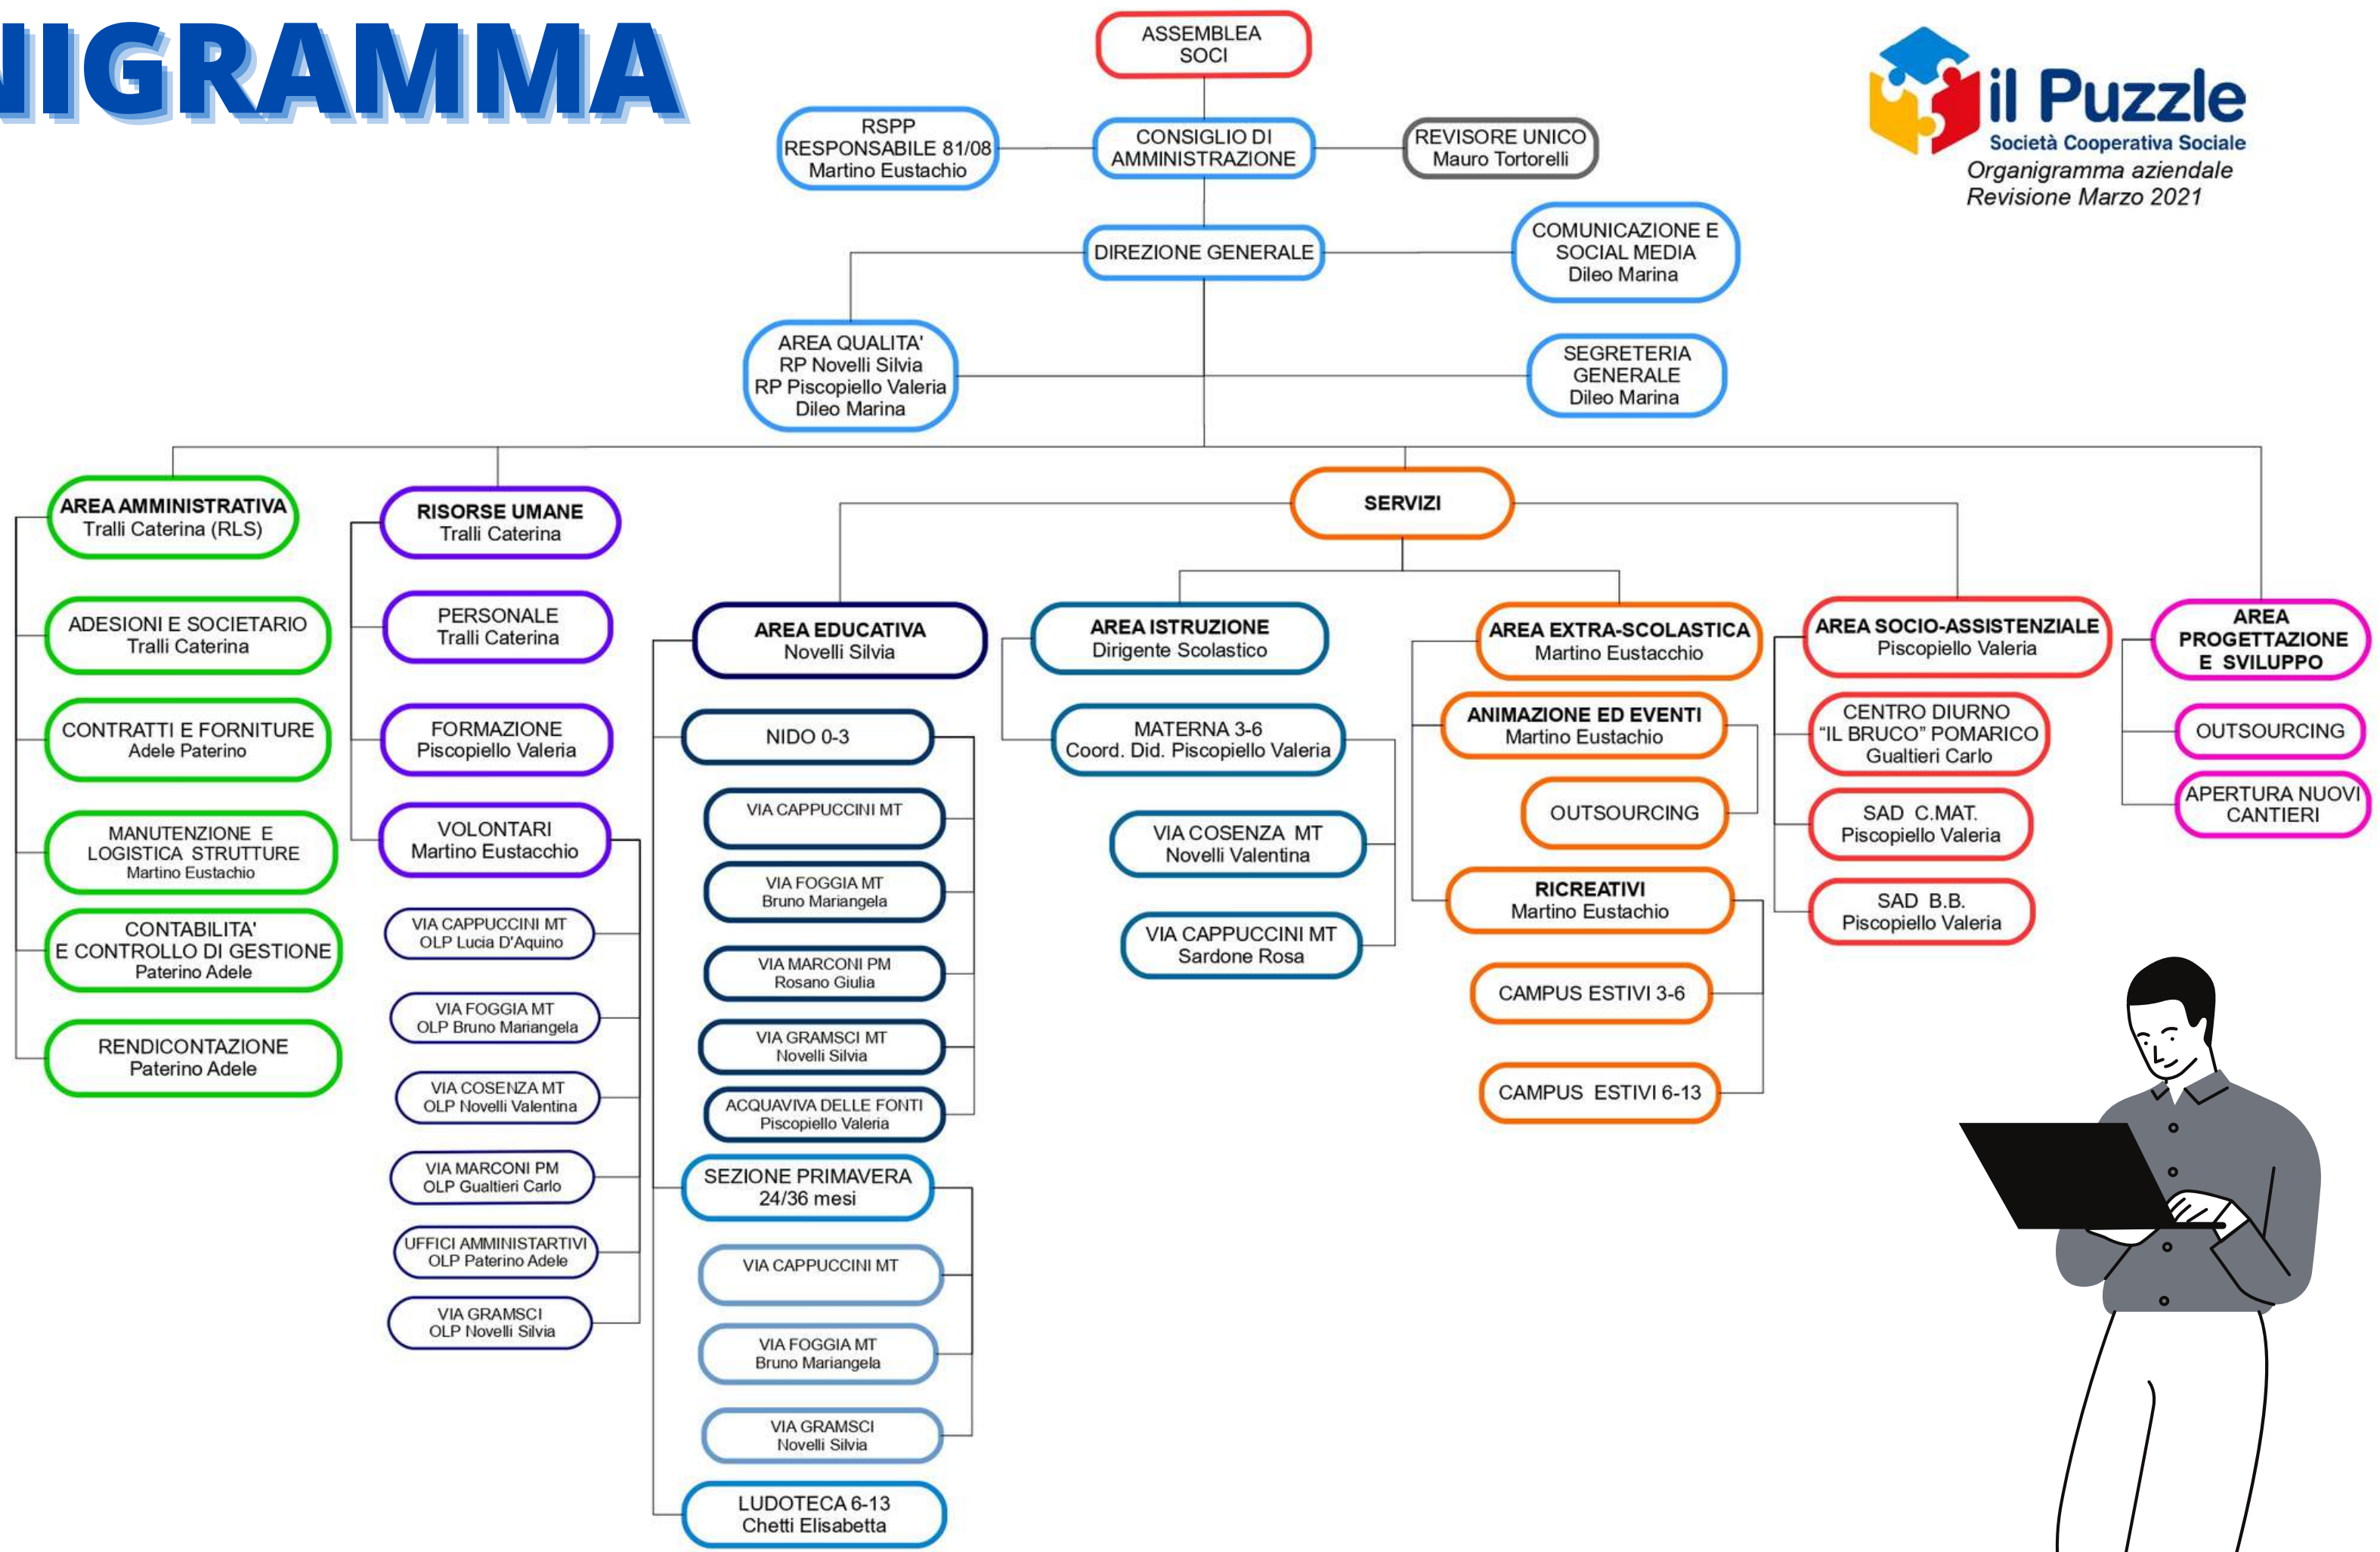 NIGRAMMA
il Puzzle
Società Cooperativa Sociale
Organigramma aziendale
Revisione Marzo 2021
ASSEMBLEA
SOCI
RSPP
RESPONSABILE 81/08
Martino Eustachio
CONSIGLIO DI
AMMINISTRAZIONE
REVISORE UNICO
Mauro Tortorelli
DIREZIONE GENERALE
COMUNICAZIONE E
SOCIAL MEDIA
Dileo Marina
AREA QUALITA'
RP Novelli Silvia
RP Piscopiello Valeria
Dileo Marina
SEGRETERIA
GENERALE
Dileo Marina
AREA AMMINISTRATIVA
Tralli Caterina (RLS)
ADESIONI E SOCIETARIO
Tralli Caterina
CONTRATTI E FORNITURE
Adele Paterino
MANUTENZIONE E
LOGISTICA STRUTTURE
Martino Eustachio
CONTABILITA'
E CONTROLLO DI GESTIONE
Paterino Adele
RENDICONTAZIONE
Paterino Adele
RISORSE UMANE
Tralli Caterina
PERSONALE
Tralli Caterina
FORMAZIONE
Piscopiello Valeria
VOLONTARI
Martino Eustacchio
VIA CAPPUCCINI MT
OLP Lucia D'Aquino
VIA FOGGIA MT
OLP Bruno Mariangela
VIA COSENZA MT
OLP Novelli Valentina
VIA MARCONI PM
OLP Gualtieri Carlo
UFFICI AMMINISTARTIVI
OLP Paterino Adele
VIA GRAMSCI
OLP Novelli Silvia
SERVIZI
AREA EDUCATIVA
Novelli Silvia
NIDO 0-3
VIA CAPPUCCINI MT
VIA FOGGIA MT
Bruno Mariangela
VIA MARCONI PM
Rosano Giulia
VIA GRAMSCI MT
Novelli Silvia
ACQUAVIVA DELLE FONTI
Piscopiello Valeria
SEZIONE PRIMAVERA
24/36 mesi
VIA CAPPUCCINI MT
VIA FOGGIA MT
Bruno Mariangela
VIA GRAMSCI
Novelli Silvia
LUDOTECA 6-13
Chetti Elisabetta
AREA ISTRUZIONE
Dirigente Scolastico
MATERNA 3-6
Coord. Did. Piscopiello Valeria
VIA COSENZA MT
Novelli Valentina
VIA CAPPUCCINI MT
Sardone Rosa
AREA EXTRA-SCOLASTICA
Martino Eustacchio
ANIMAZIONE ED EVENTI
Martino Eustachio
OUTSOURCING
RICREATIVI
Martino Eustachio
CAMPUS ESTIVI 3-6
CAMPUS ESTIVI 6-13
AREA SOCIO-ASSISTENZIALE
Piscopiello Valeria
CENTRO DIURNO
“IL BRUCO” POMARICO
Gualtieri Carlo
SAD C.MAT.
Piscopiello Valeria
SAD B.B.
Piscopiello Valeria
AREA
PROGETTAZIONE
E SVILUPPO
OUTSOURCING
APERTURA NUOVI
CANTIERI